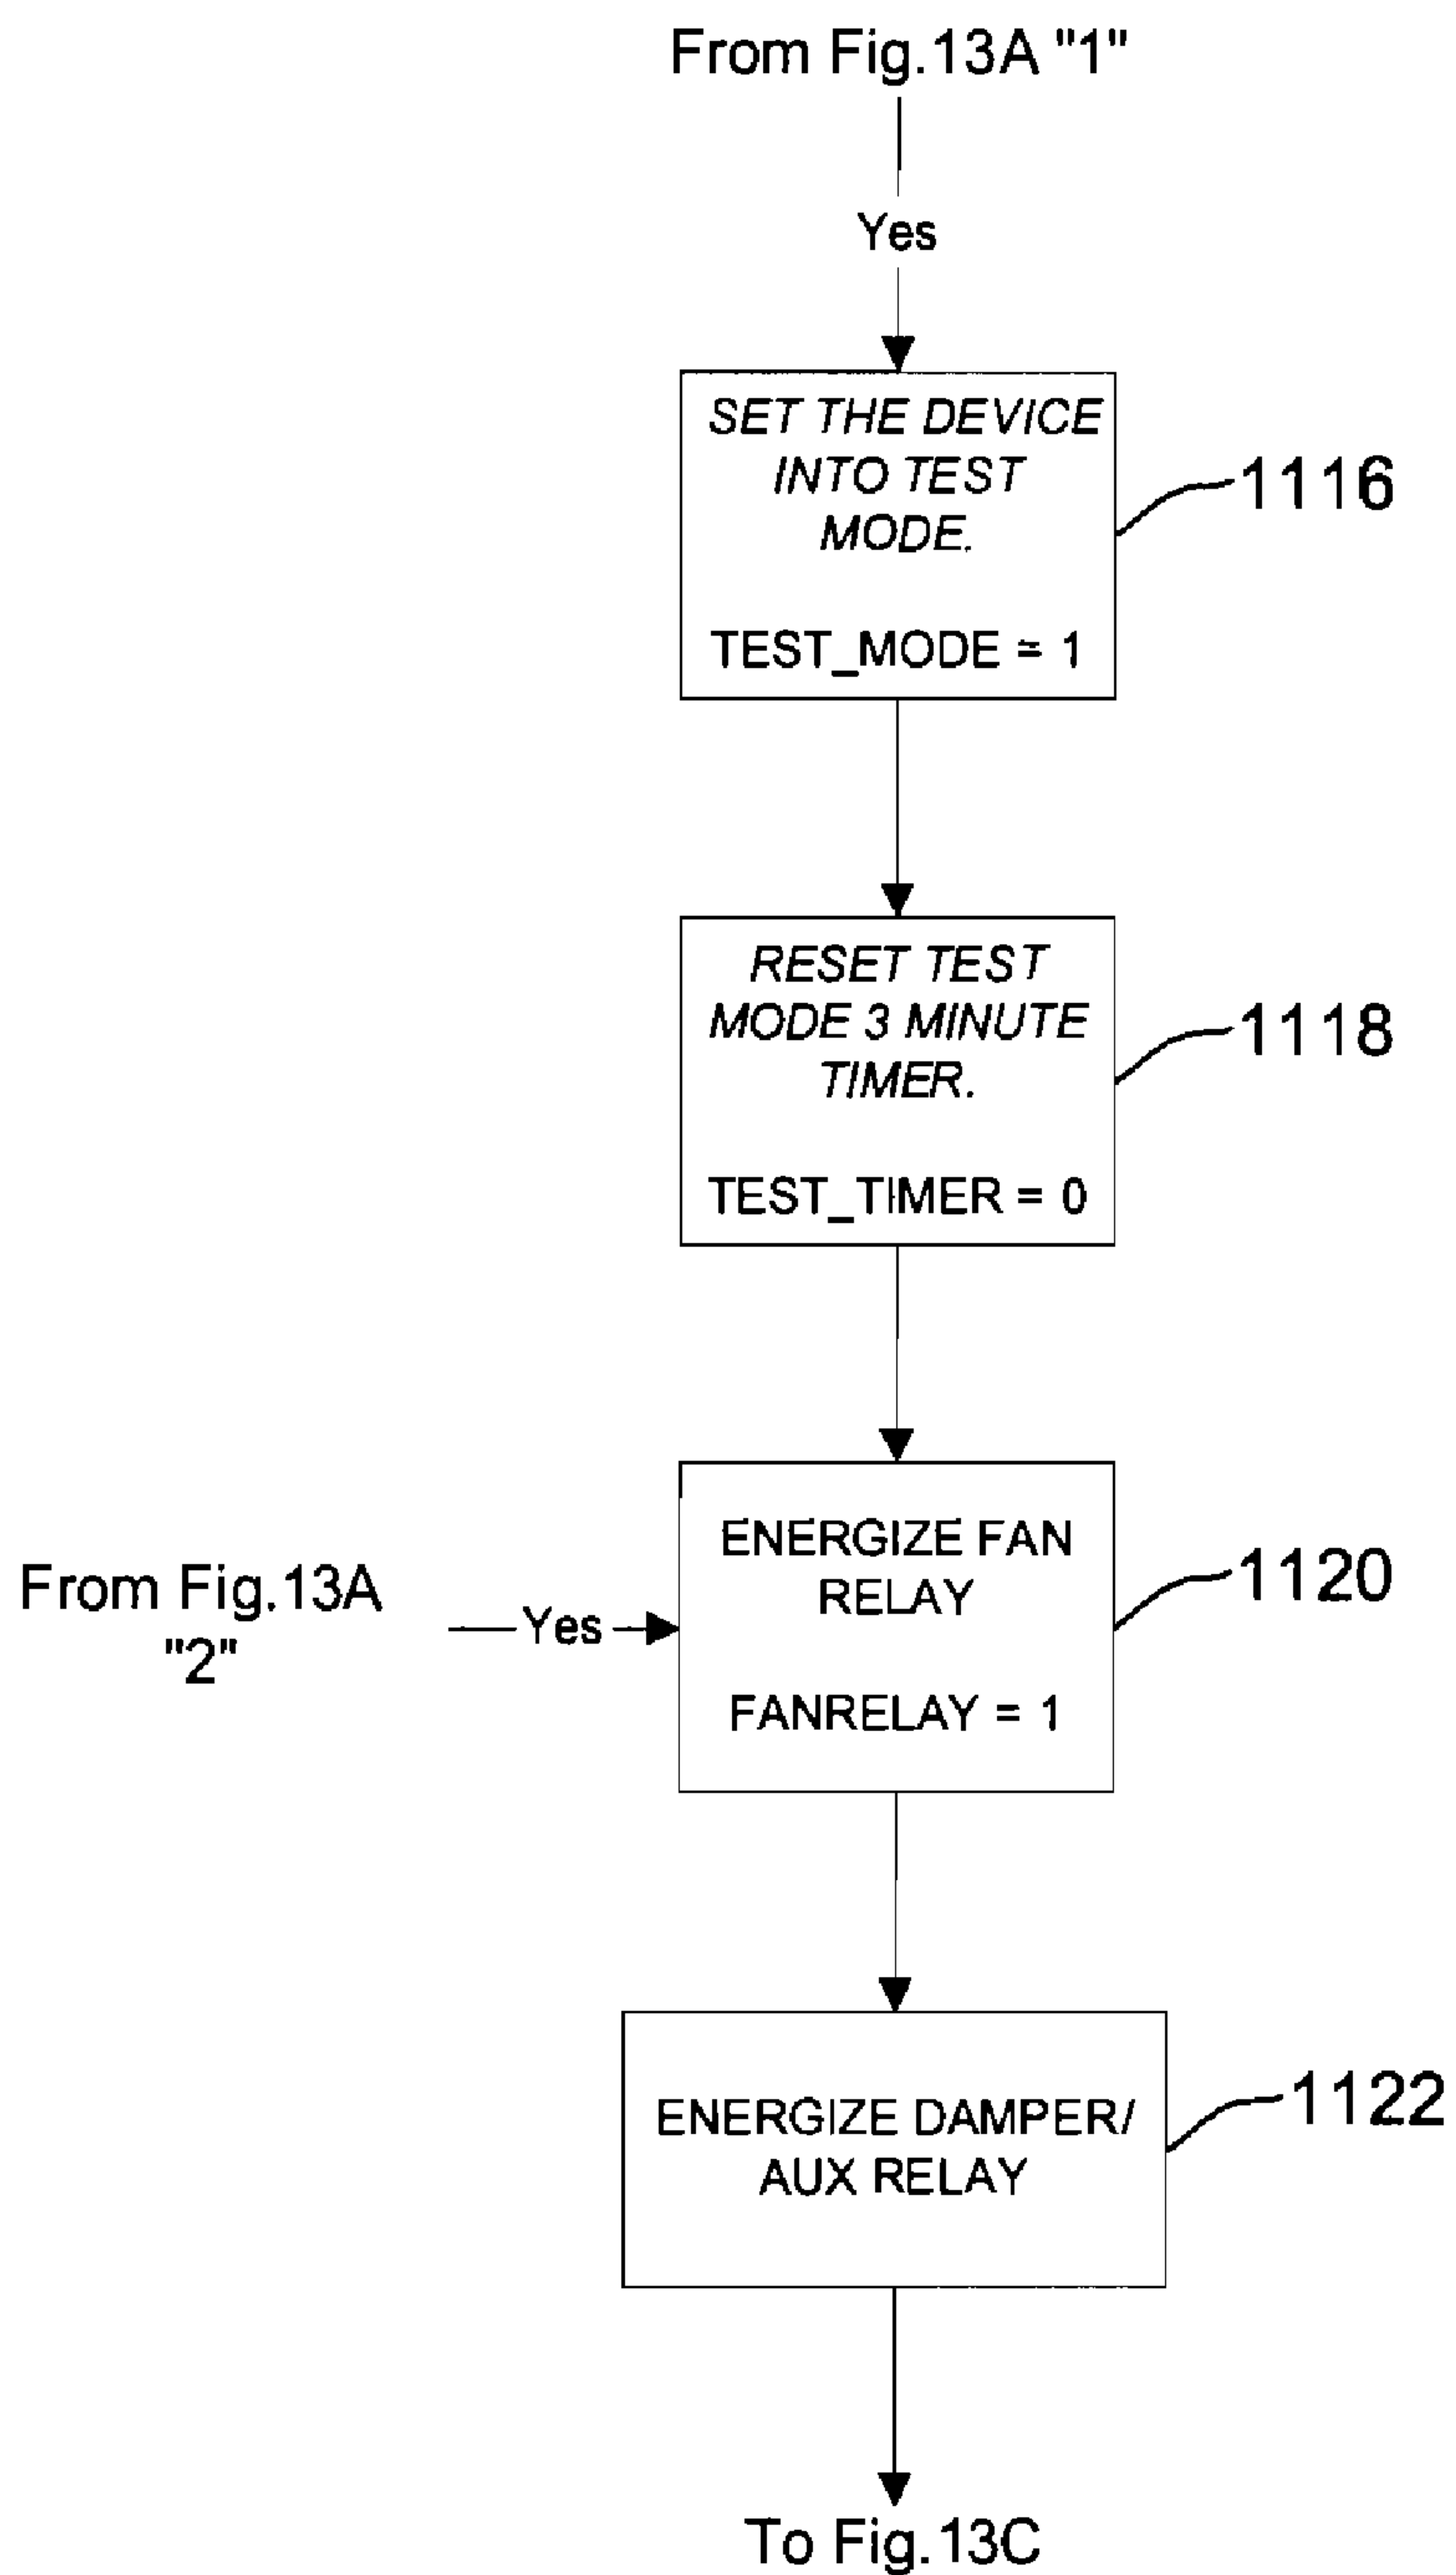 From Fig.13A "1"
Yes
SET THE DEVICE
INTO TEST
MODE.
TEST_MODE = 1
1116
RESET TEST
MODE 3 MINUTE
TIMER.
TEST_TIMER = 0
1118
From Fig.13A
"2"
Yes
ENERGIZE FAN
RELAY
FANRELAY = 1
1120
ENERGIZE DAMPER/
AUX RELAY
1122
To Fig.13C